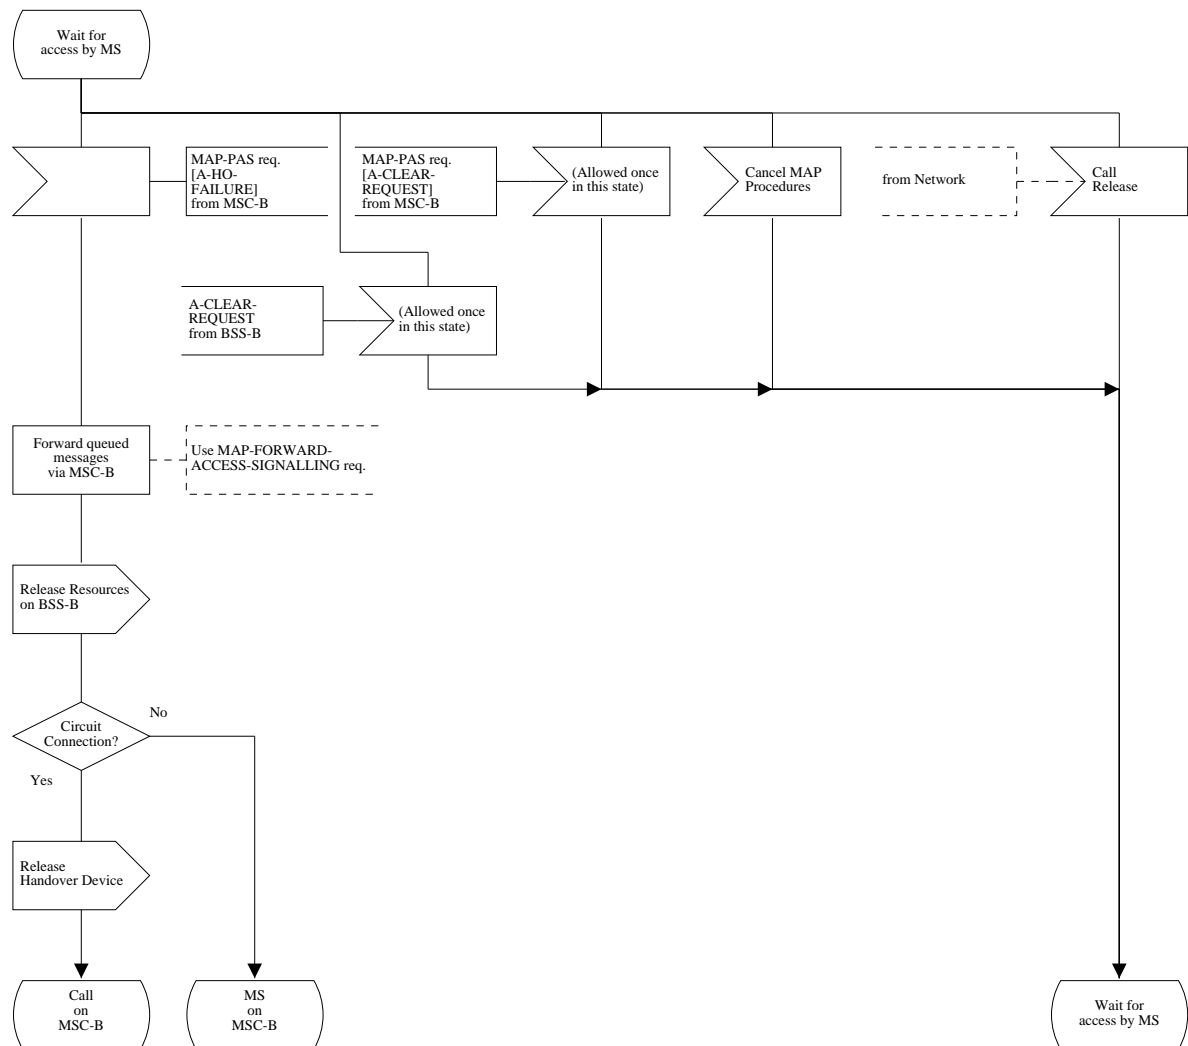 Wait for
access by MS
MAP-PAS req.
[A-HO-
FAILURE]
from MSC-B
MAP-PAS req.
[A-CLEAR-
REQUEST]
from MSC-B
(Allowed once
in this state)
Cancel MAP
Procedures
from Network
Call
Release
A-CLEAR-
REQUEST
from BSS-B
(Allowed once
in this state)
Forward queued
messages
via MSC-B
Use MAP-FORWARD-
ACCESS-SIGNALLING req.
Release Resources
on BSS-B
Circuit
Connection?
No
Yes
Release
Handover Device
Call
on
MSC-B
MS
on
MSC-B
Wait for
access by MS